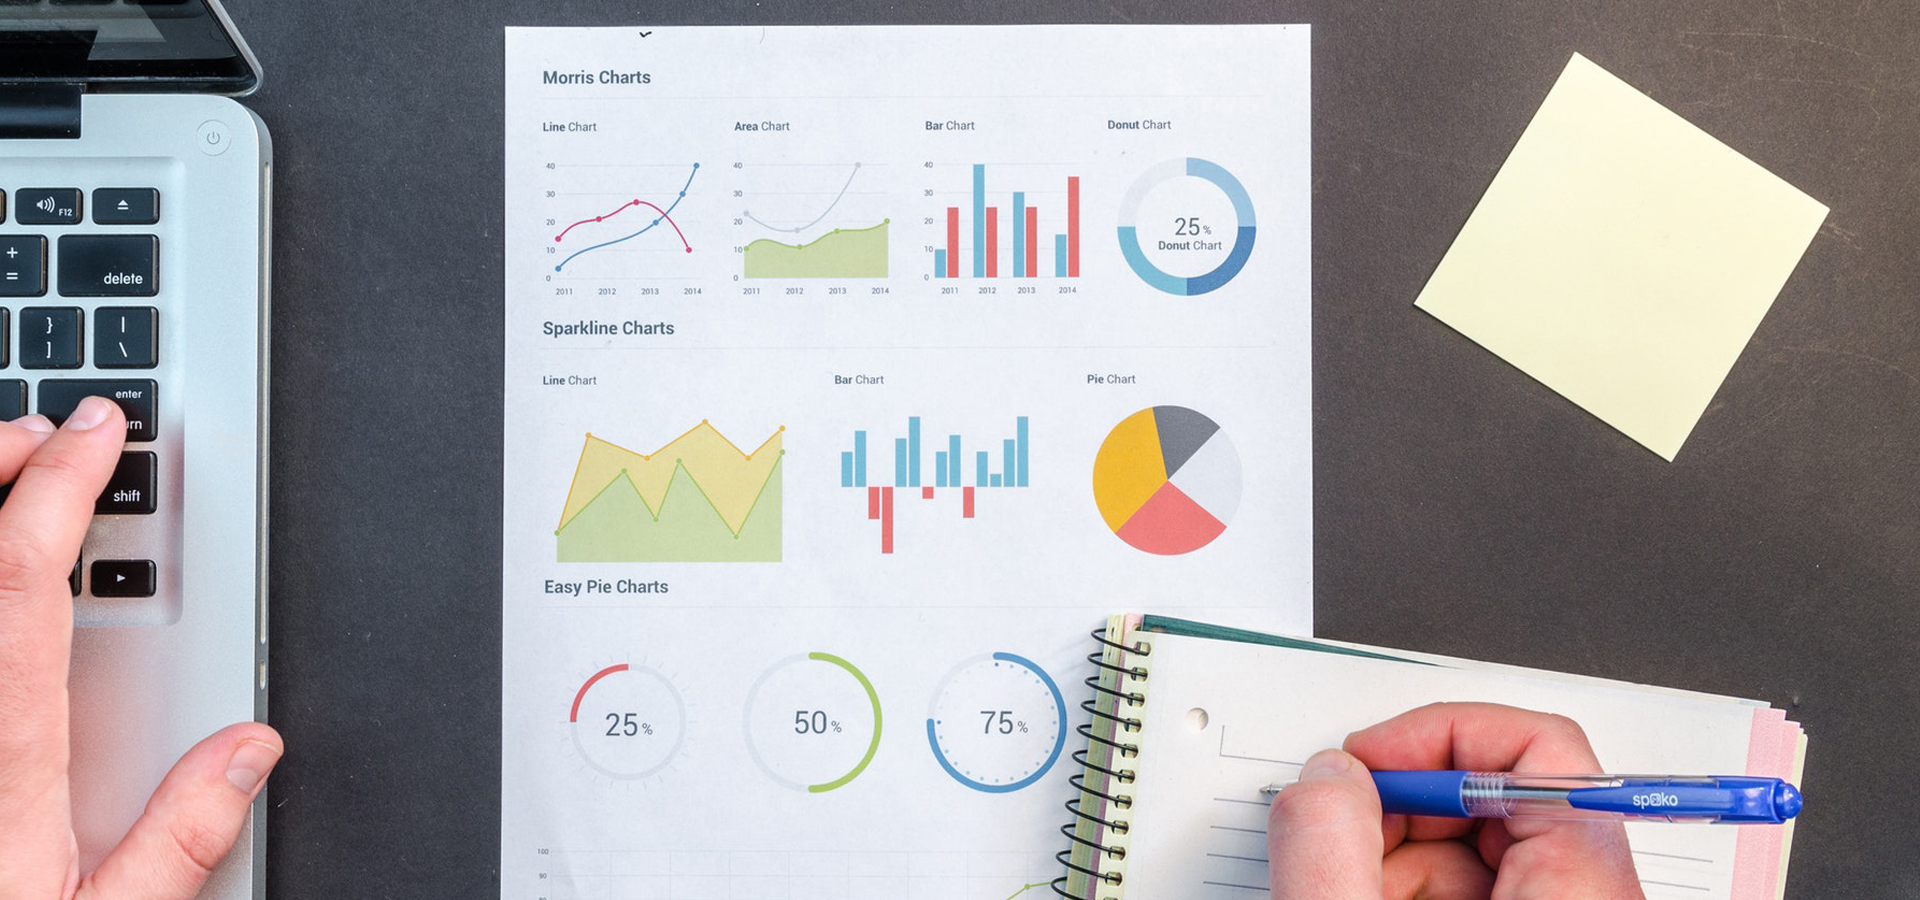 Morris Charts
Line Chart
Area Chart
Bar Chart
Donut Chart
40
30
20
10
0
2011 2012 2013 2014
40
30
20
10
0
2011 2012 2013 2014
40
30
20
10
0
2011 2012 2013 2014
25%
Donut Chart
Sparkline Charts
Line Chart
Bar Chart
Pie Chart
Easy Pie Charts
25%
50%
75%
100
90
F12
+
=
delete
}
]
|
\
enter
shift
spoko